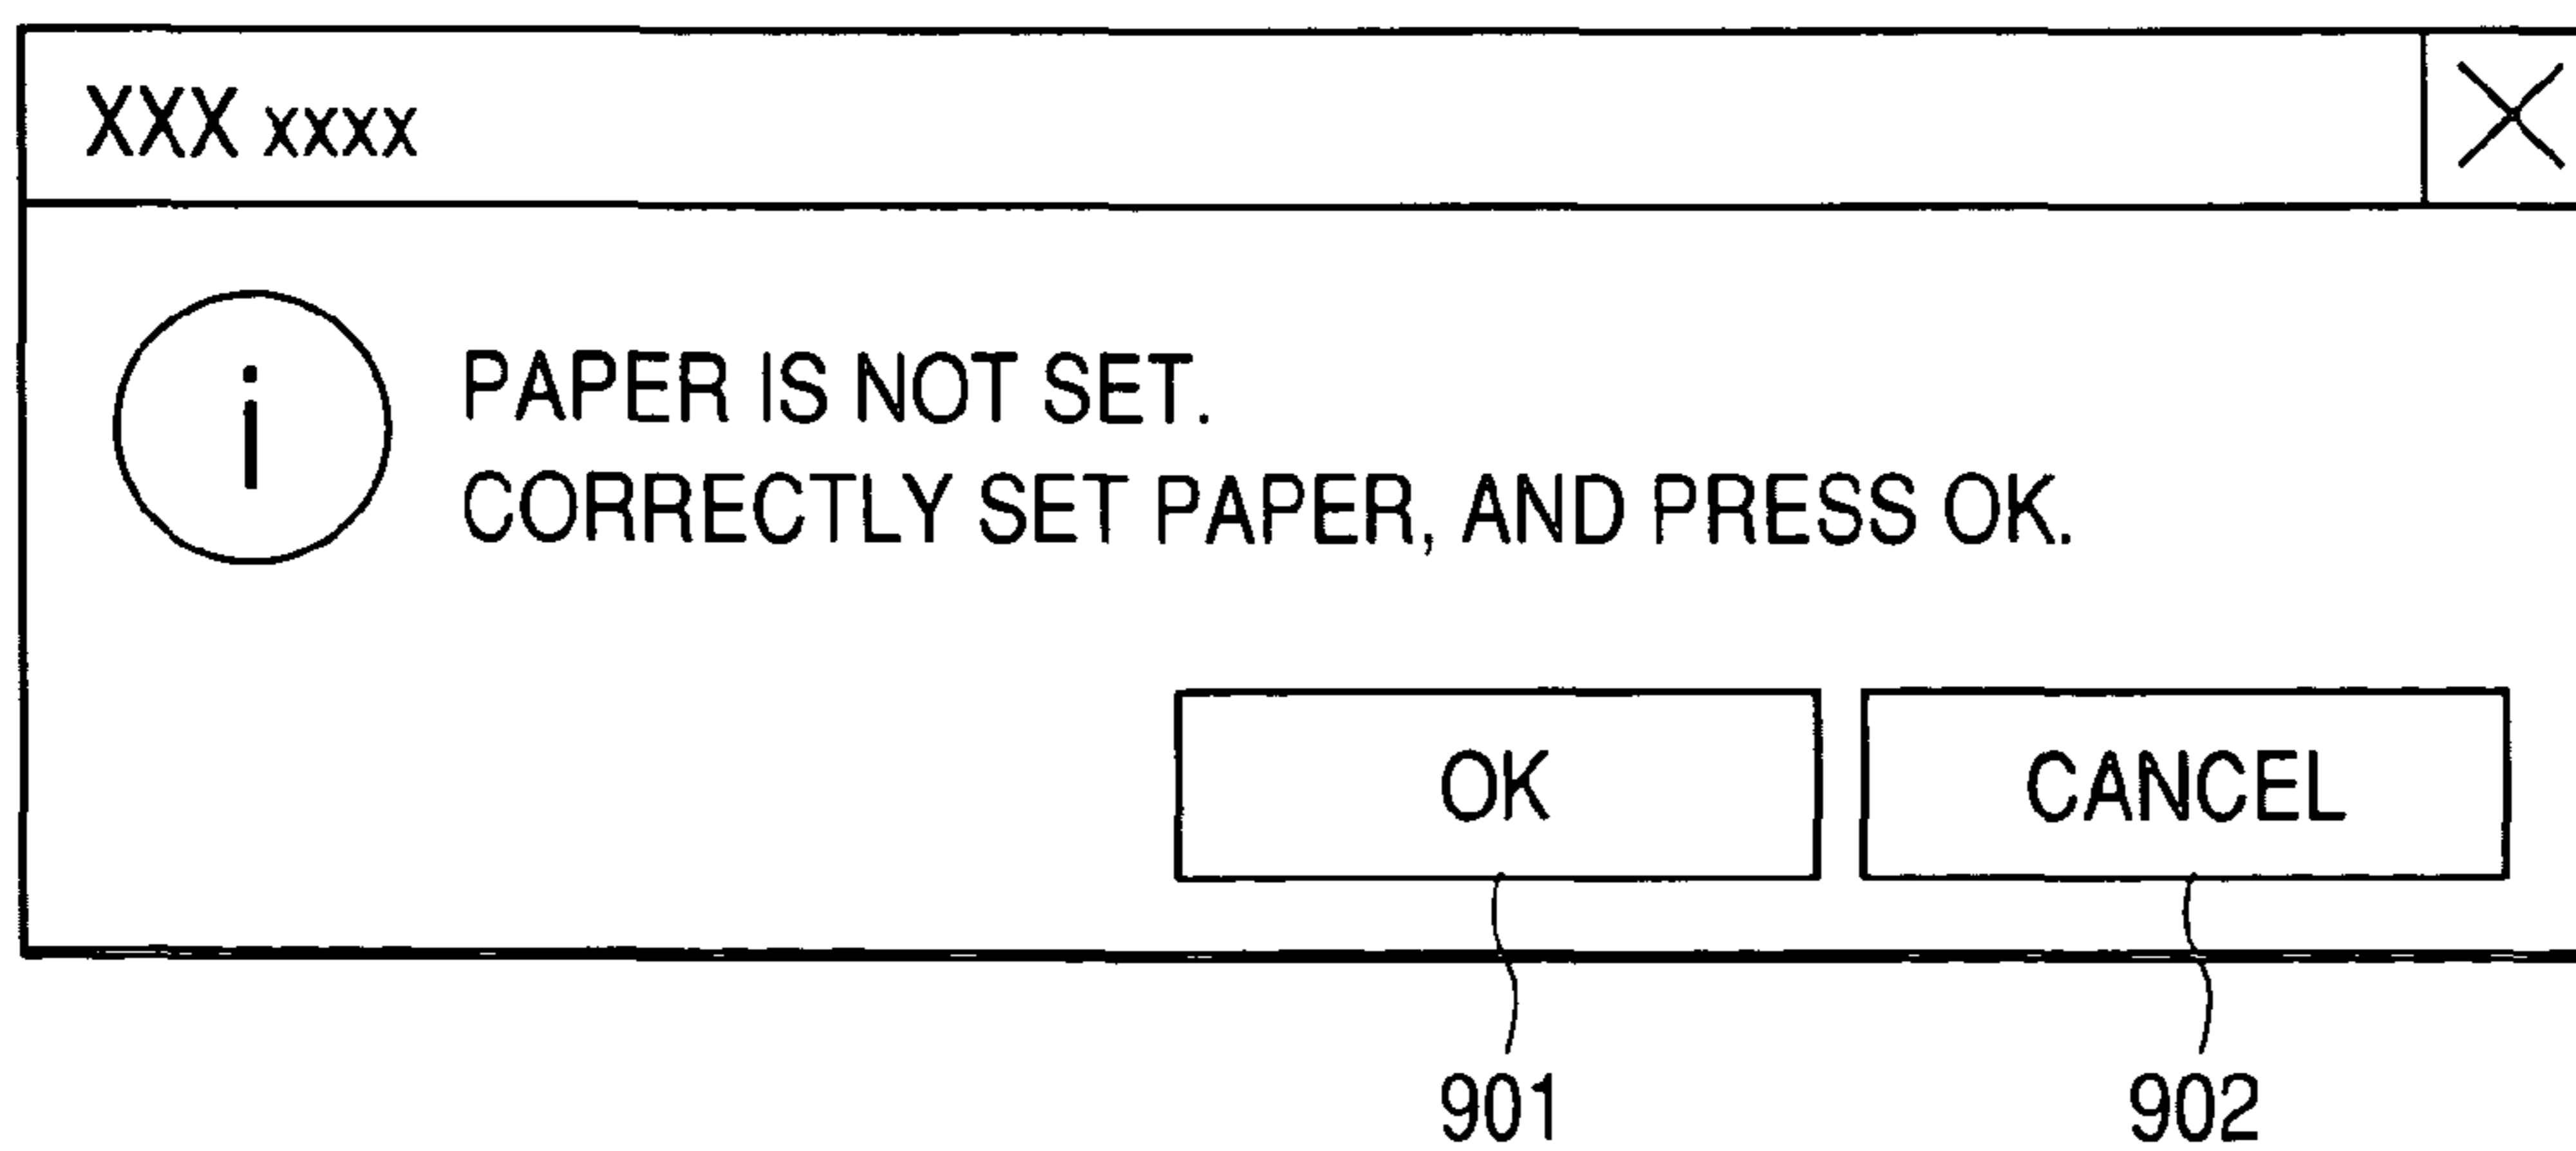 XXX xxxx
i
PAPER IS NOT SET.
CORRECTLY SET PAPER, AND PRESS OK.
OK CANCEL
901 902